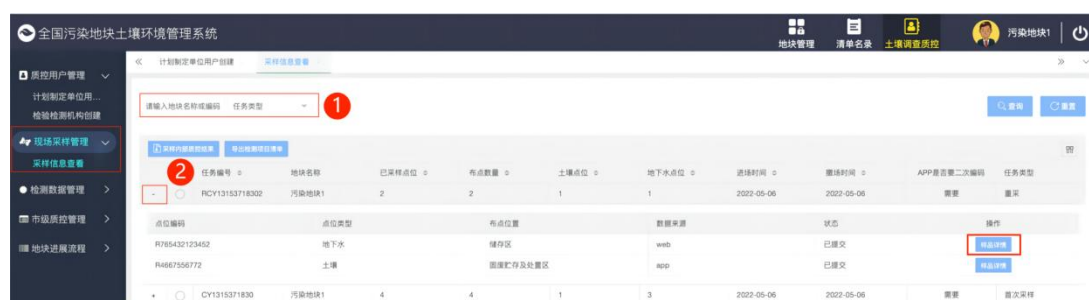 全国污染地块土壤环境管理系统
地块管理 清单名录 土壤调查质控 污染地块1
质控用户管理
计划制定单位用...
检验检测机构创建
现场采样管理
采样信息查看
检测数据管理
市级质控管理
地块进展流程
计划制定单位用户创建 采样信息查看
请输入地块名称或编码 任务类型 1 查询 重置
采样内部质控结果 导出检测项目清单
2
任务编号 地块名称 已采样点位 布点数量 土壤点位 地下水点位 进场时间 撤场时间 APP是否要二次编码 任务类型
- RCY13153718302 污染地块1 2 2 1 1 2022-05-06 2022-05-06 需要 重采
点位编码 点位类型 布点位置 数据来源 状态 操作
R765432123452 地下水 储存区 web 已提交 样品详情
R4667556772 土壤 固废贮存及处置区 app 已提交 样品详情
+ CY1315371830 污染地块1 4 4 1 3 2022-05-06 2022-05-06 需要 首次采样